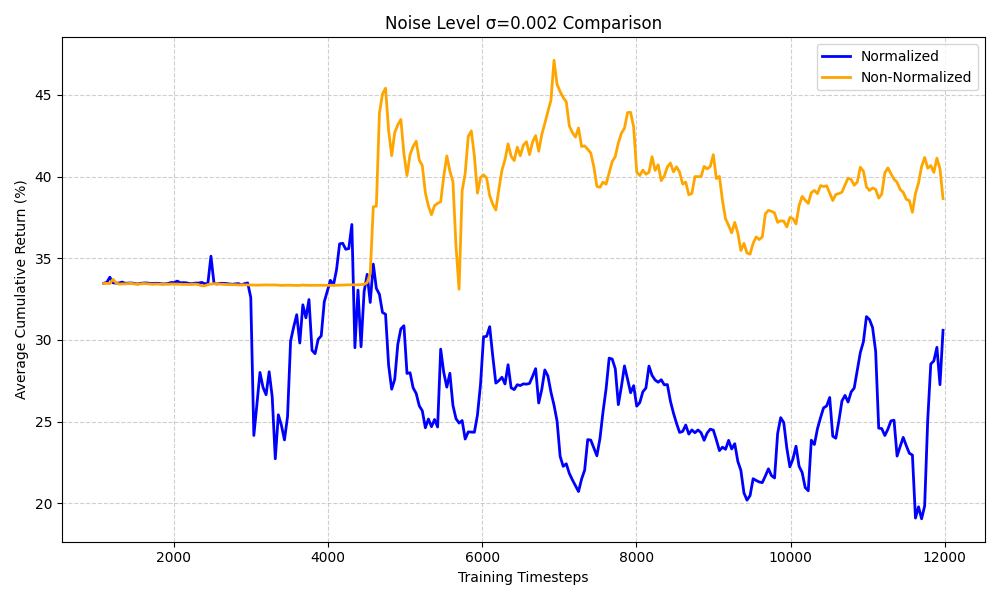 Noise Level σ=0.002 Comparison
Normalized
Non-Normalized
Average Cumulative Return (%)
45
40
35
30
25
20
2000 4000 6000 8000 10000 12000
Training Timesteps